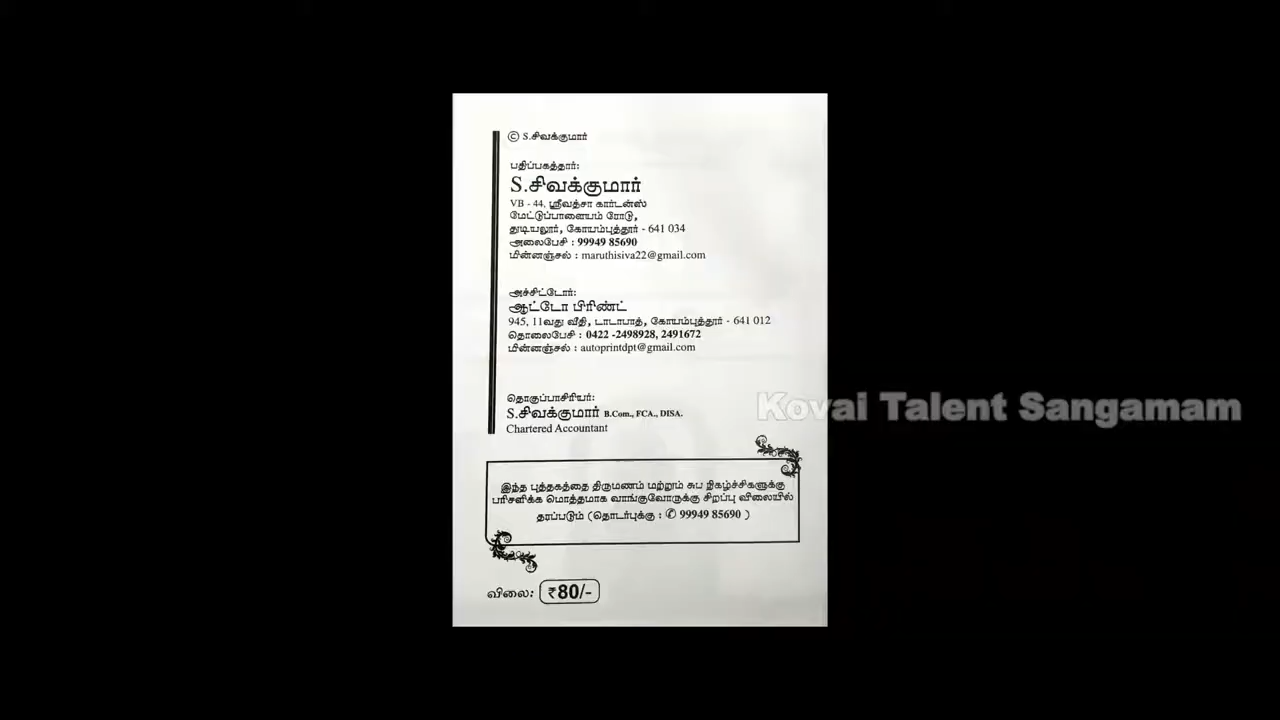 © S.சிவக்குமார்
பதிப்பகத்தார்:
S.சிவக்குமார்
VB - 44, ஸ்ரீவத்சா கார்டன்ஸ்
மேட்டுப்பாளையம் ரோடு,
துடியலூர், கோயம்புத்தூர் - 641 034
அலைபேசி : 99949 85690
மின்னஞ்சல் : maruthisiva22@gmail.com
அச்சிட்டோர்:
ஆட்டோ பிரிண்ட்
945, 11வது வீதி, டாடாபாத், கோயம்புத்தூர் - 641 012
தொலைபேசி : 0422 -2498928, 2491672
மின்னஞ்சல் : autoprintdpt@gmail.com
தொகுப்பாசிரியர்:
S.சிவக்குமார் B.Com., FCA., DISA.
Chartered Accountant
இந்த புத்தகத்தை திருமணம் மற்றும் சுப நிகழ்ச்சிகளுக்கு
பரிசளிக்க மொத்தமாக வாங்குவோருக்கு சிறப்பு விலையில்
தரப்படும் (தொடர்புக்கு : ✆ 99949 85690 )
விலை: ₹80/-
Kovai Talent Sangamam